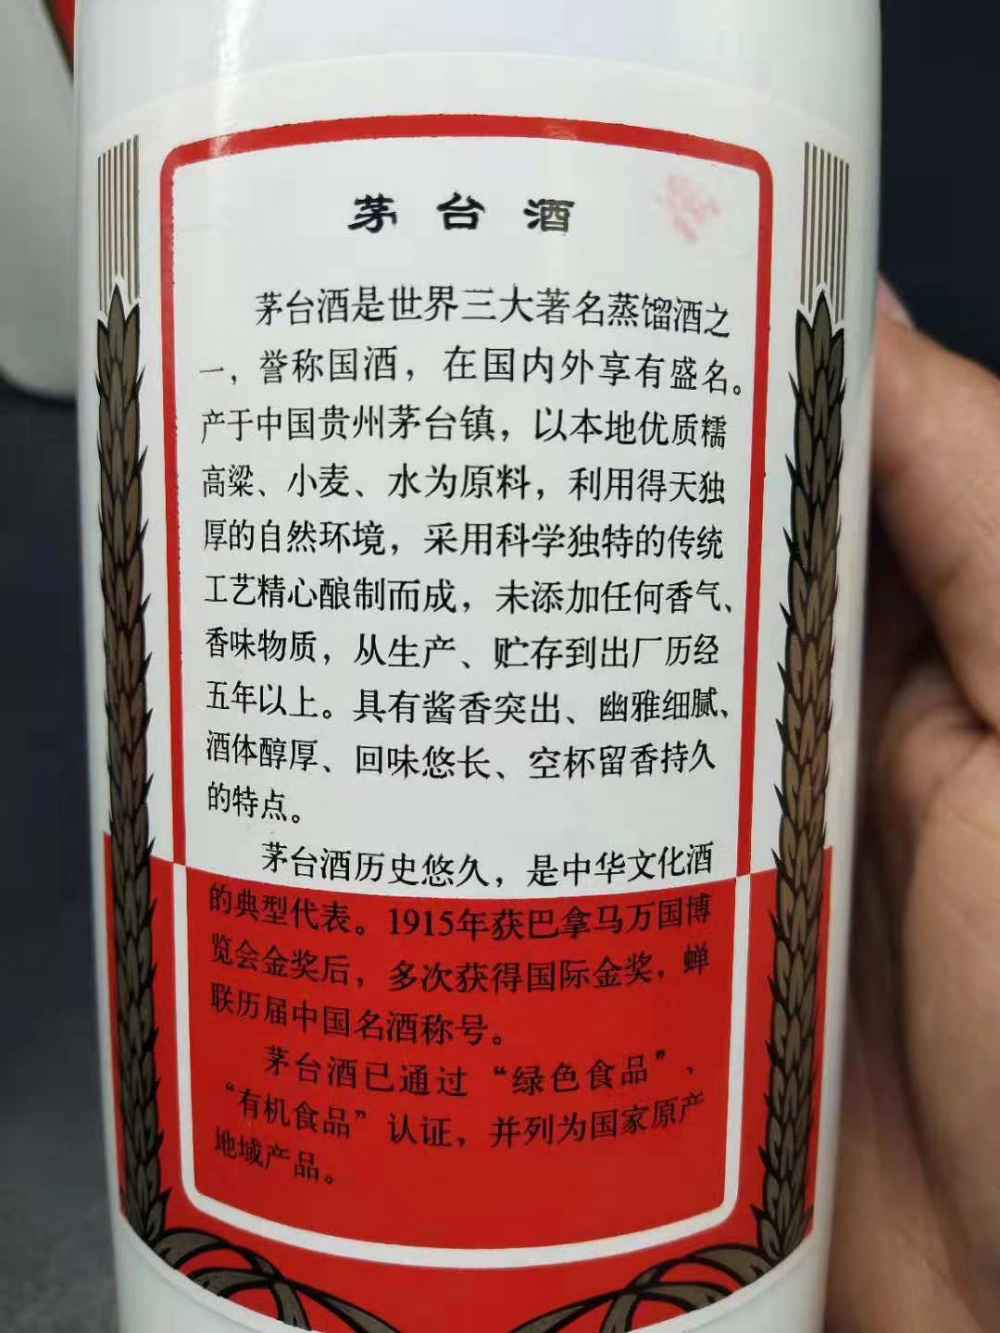 茅台酒
茅台酒是世界三大著名蒸馏酒之
一，誉称国酒，在国内外享有盛名。
产于中国贵州茅台镇，以本地优质糯
高粱、小麦、水为原料，利用得天独
厚的自然环境，采用科学独特的传统
工艺精心酿制而成，未添加任何香气、
香味物质，从生产、贮存到出厂历经
五年以上。具有酱香突出、幽雅细腻、
酒体醇厚、回味悠长、空杯留香持久
的特点。
茅台酒历史悠久，是中华文化酒
的典型代表。1915年获巴拿马万国博
览会金奖后，多次获得国际金奖，蝉
联历届中国名酒称号。
茅台酒已通过“绿色食品”、
“有机食品”认证，并列为国家原产
地域产品。